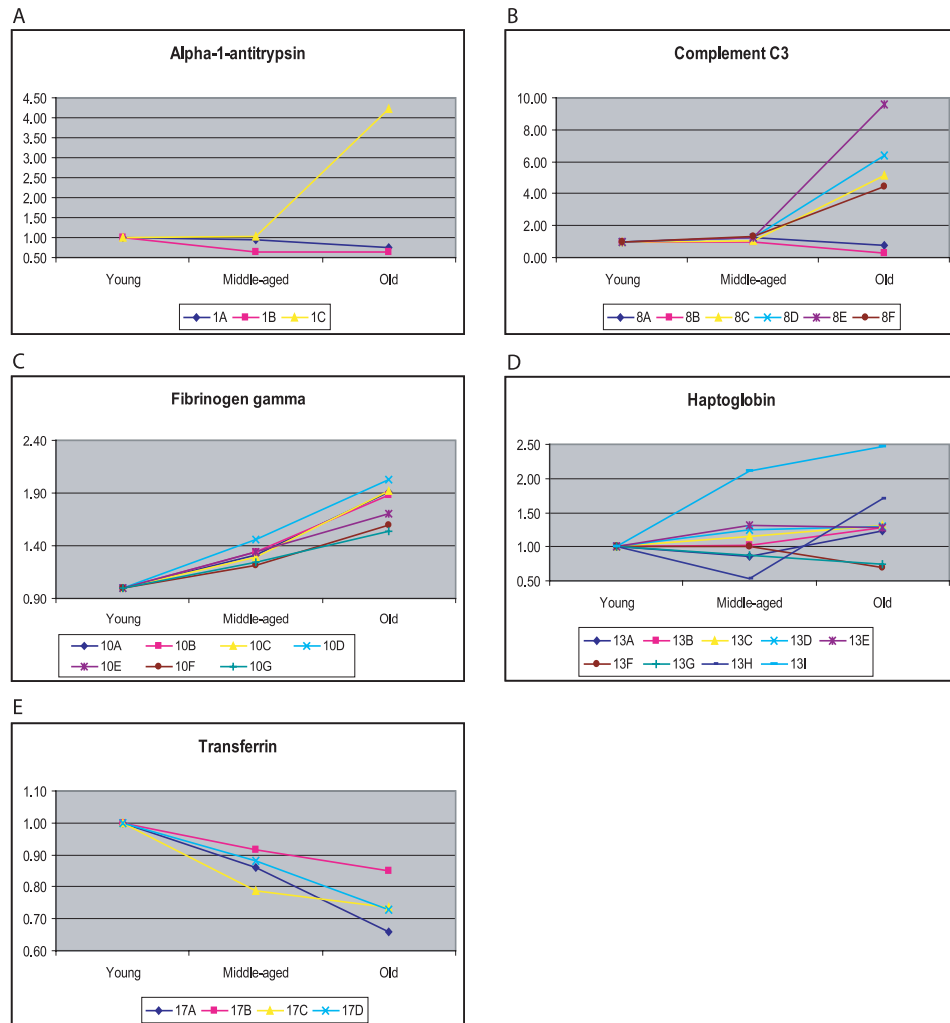 A
Alpha-1-antitrypsin
4.50
4.00
3.50
3.00
2.50
2.00
1.50
1.00
0.50
Young Middle-aged Old
1A 1B 1C
B
Complement C3
10.00
8.00
6.00
4.00
2.00
0.00
Young Middle-aged Old
8A 8B 8C 8D 8E 8F
C
Fibrinogen gamma
2.40
1.90
1.40
0.90
Young Middle-aged Old
10A 10B 10C 10D
10E 10F 10G
D
Haptoglobin
2.50
2.00
1.50
1.00
0.50
Young Middle-aged Old
13A 13B 13C 13D 13E
13F 13G 13H 13I
E
Transferrin
1.10
1.00
0.90
0.80
0.70
0.60
Young Middle-aged Old
17A 17B 17C 17D